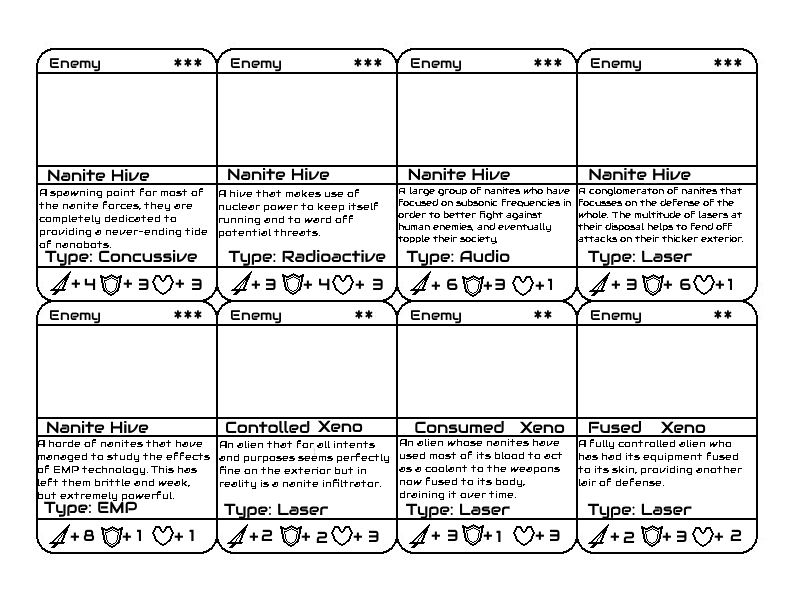 Enemy ***
Nanite Hive
A spawning point for most of
the nanite forces, they are
completely dedicated to
providing a never-ending tide
of nanobots.
Type: Concussive
+4 +3 +3
Enemy ***
Nanite Hive
A hive that makes use of
nuclear power to keep itself
running and to ward off
potential threats.
Type: Radioactive
+3 +4 +3
Enemy ***
Nanite Hive
A large group of nanites who have
focused on subsonic frequencies in
order to better fight against
human enemies, and eventually
topple their society.
Type: Audio
+6 +3 +1
Enemy ***
Nanite Hive
A conglomeraton of nanites that
focusses on the defense of the
whole. The multitude of lasers at
their disposal helps to fend off
attacks on their thicker exterior.
Type: Laser
+3 +6 +1
Enemy ***
Nanite Hive
A horde of nanites that have
managed to study the effects
of EMP technology. This has
left them brittle and weak,
but extremely powerful.
Type: EMP
+8 +1 +1
Enemy **
Contolled Xeno
An alien that for all intents
and purposes seems perfectly
fine on the exterior but in
reality is a nanite infiltrator.
Type: Laser
+2 +2 +3
Enemy **
Consumed Xeno
An alien whose nanites have
used most of its blood to act
as a coolant to the weapons
now fused to its body,
draining it over time.
Type: Laser
+3 +1 +3
Enemy **
Fused Xeno
A fully controlled alien who
has had its equipment fused
to its skin, providing another
lair of defense.
Type: Laser
+2 +3 +2